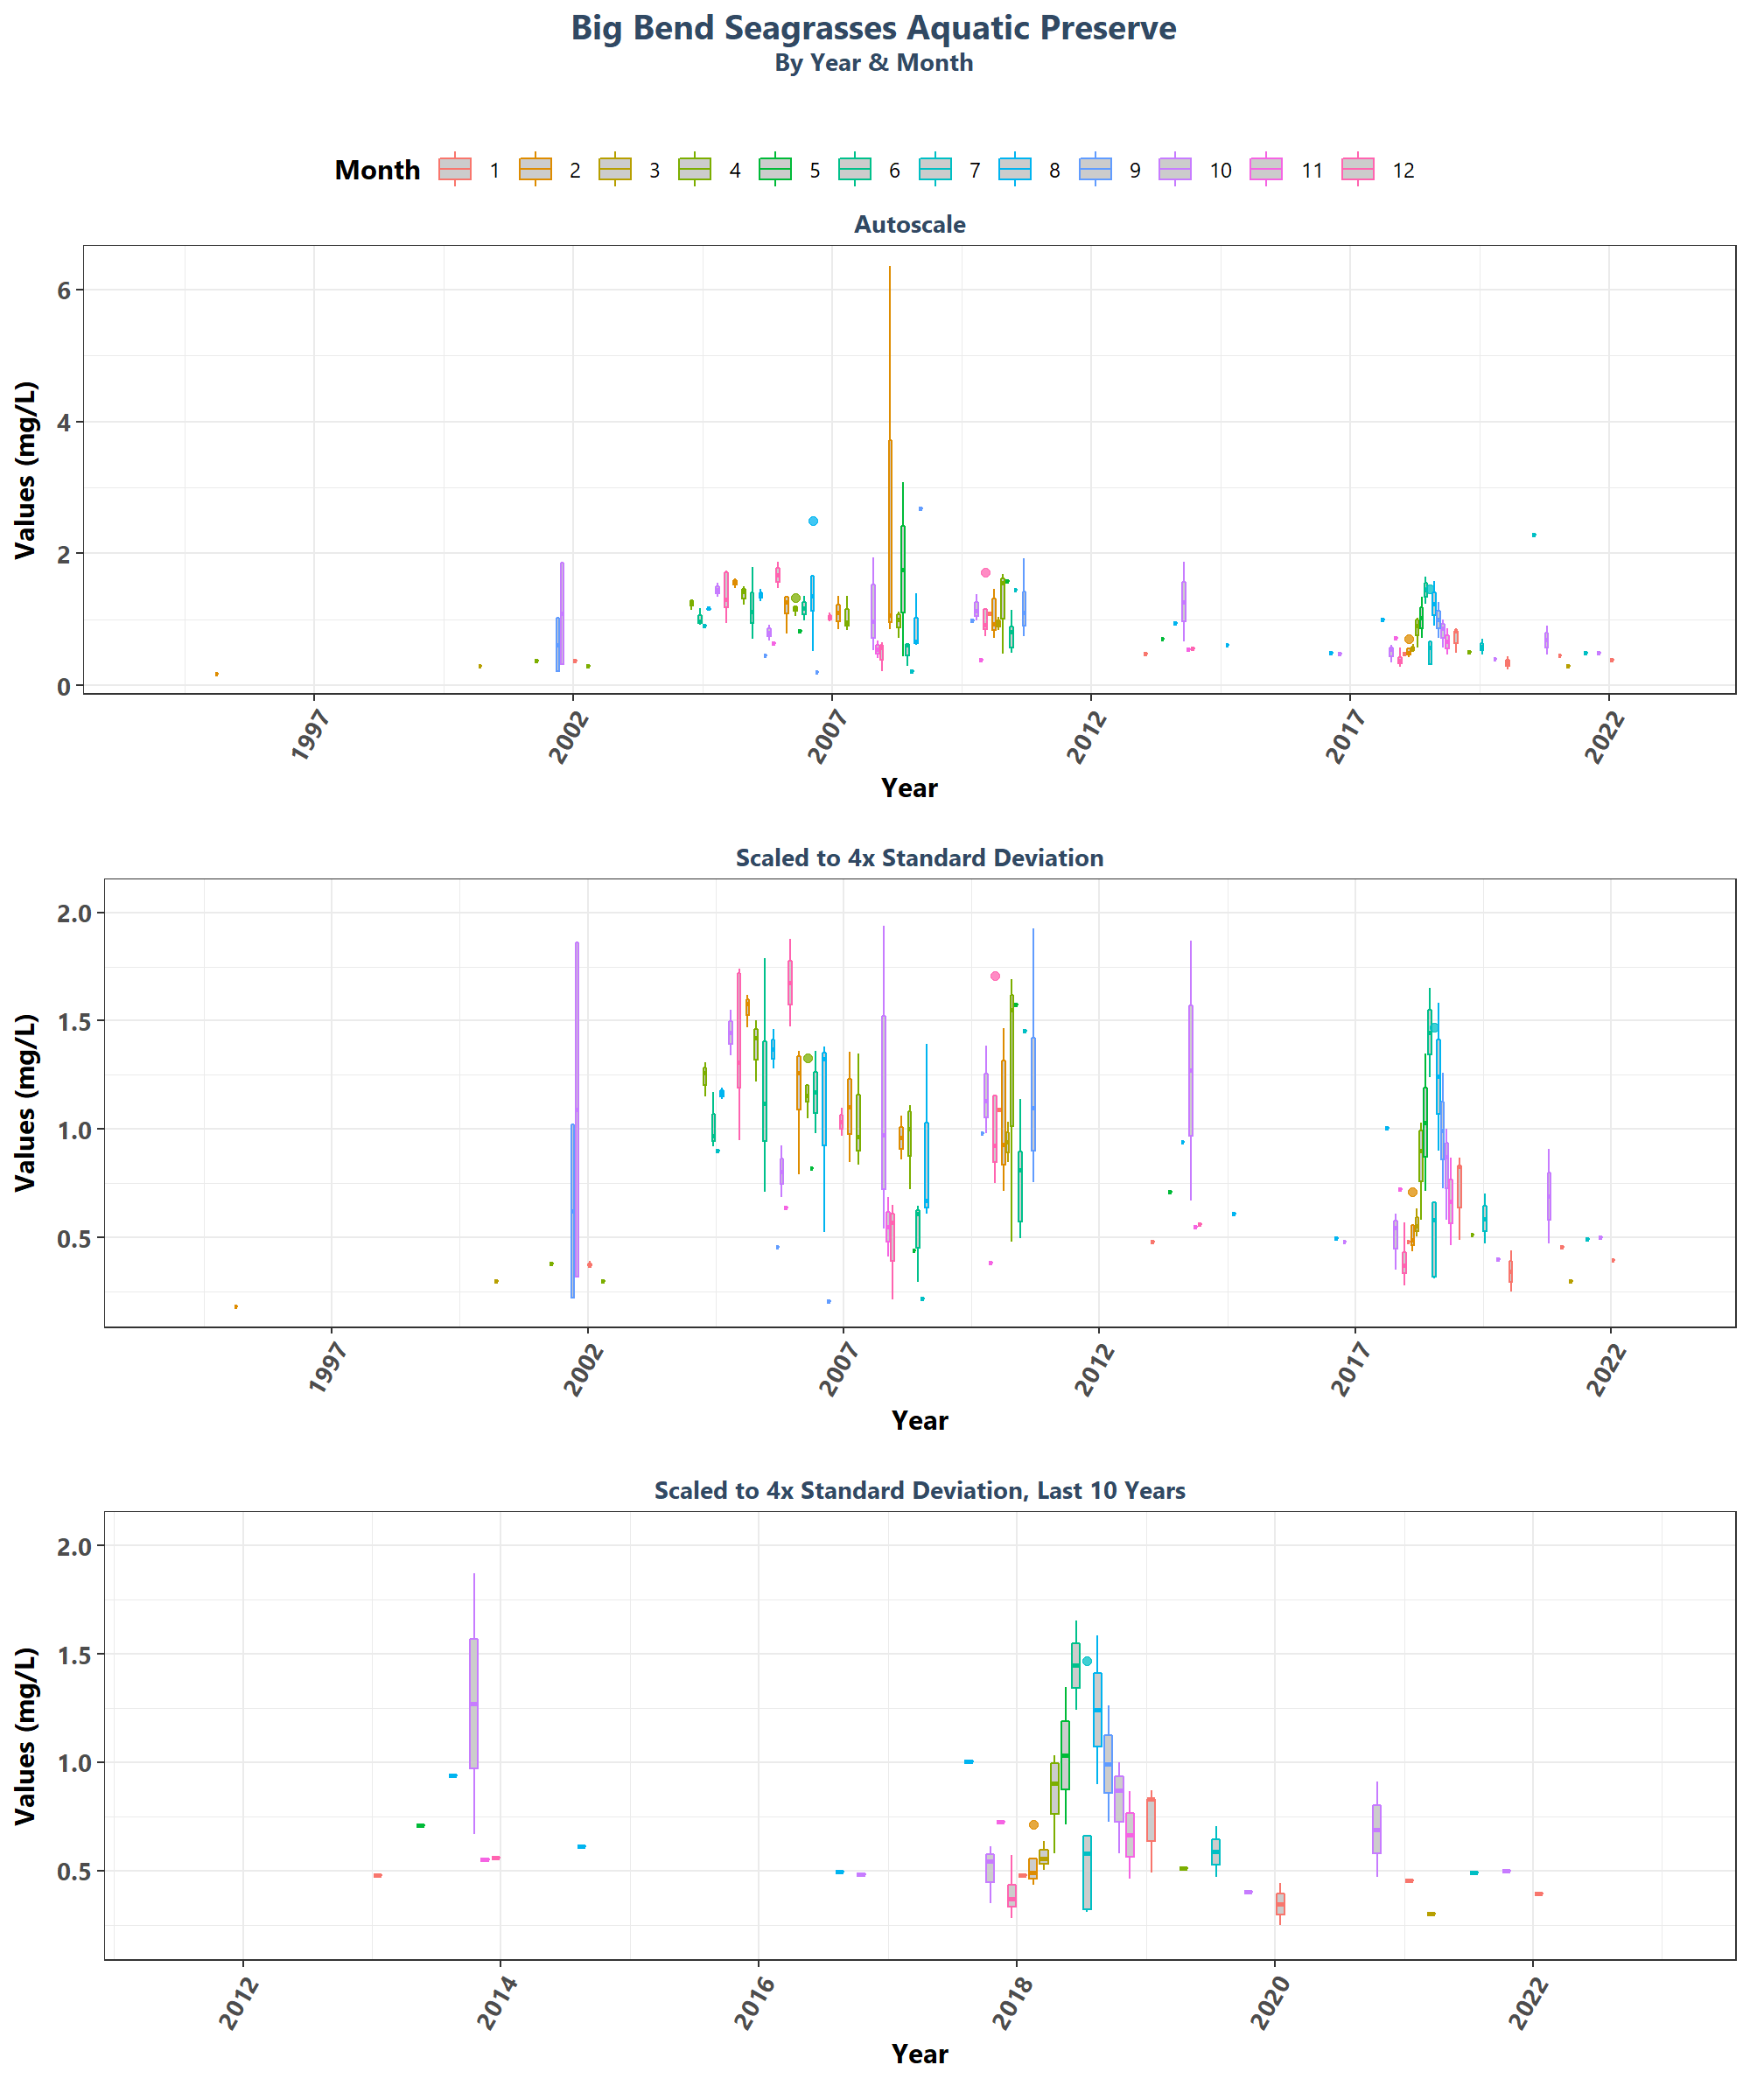 Big Bend Seagrasses Aquatic Preserve
By Year & Month
Month 1 2 3 4 5 6 7 8 9 10 11 12
Autoscale
Values (mg/L)
6
4
2
0
1997 2002 2007 2012 2017 2022
Year
Scaled to 4x Standard Deviation
Values (mg/L)
2.0
1.5
1.0
0.5
1997 2002 2007 2012 2017 2022
Year
Scaled to 4x Standard Deviation, Last 10 Years
Values (mg/L)
2.0
1.5
1.0
0.5
2012 2014 2016 2018 2020 2022
Year